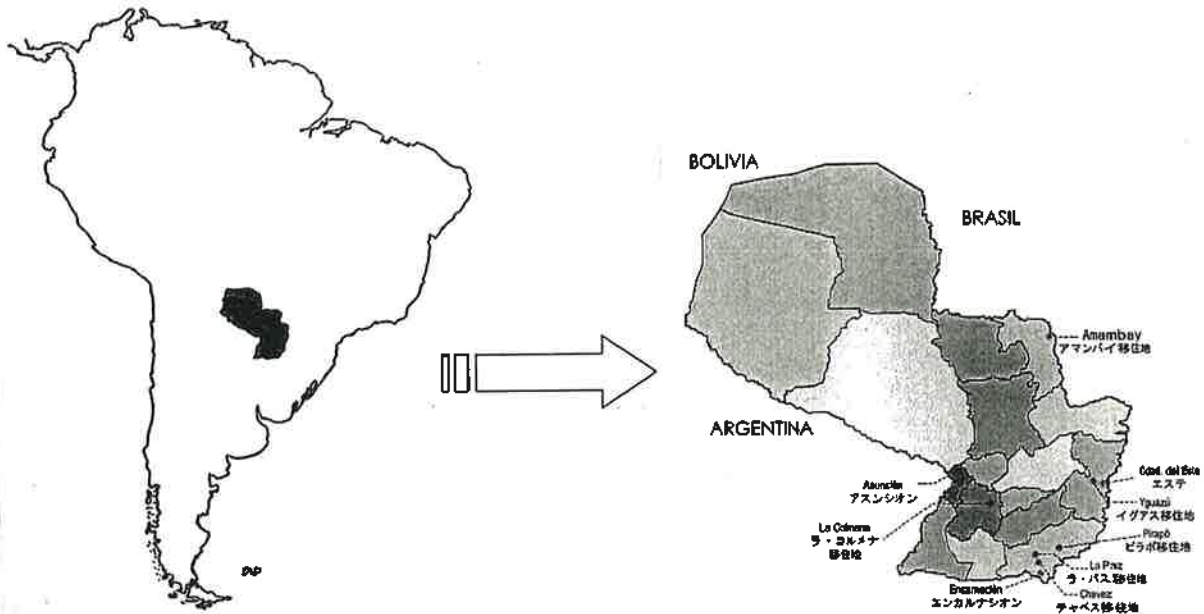 BOLIVIA
BRASIL
Amambay
アマンバイ移住地
ARGENTINA
Asunción
アスンシオン
Cdad. del Este
エステ
Yguazú
イグアス移住地
La Colmena
ラ・コルメナ
移住地
Pirapó
ピラポ移住地
La Paz
ラ・パス移住地
Encarnación
エンカルナシオン
Chavez
チャベス移住地